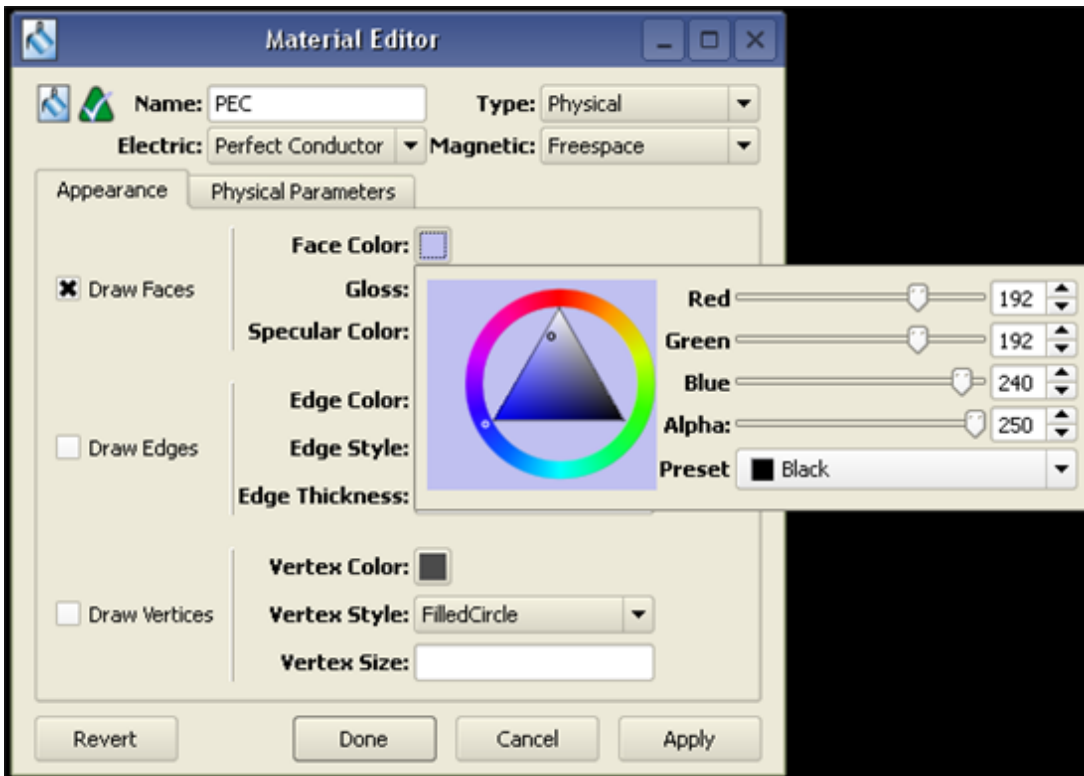 Material Editor
Name: PEC Type: Physical
Electric: Perfect Conductor Magnetic: Freespace
Appearance Physical Parameters
Face Color:
Draw Faces Gloss:
Specular Color:
Red 192
Green 192
Blue 240
Alpha: 250
Preset Black
Edge Color:
Draw Edges Edge Style:
Edge Thickness:
Vertex Color:
Draw Vertices Vertex Style: FilledCircle
Vertex Size:
Revert Done Cancel Apply